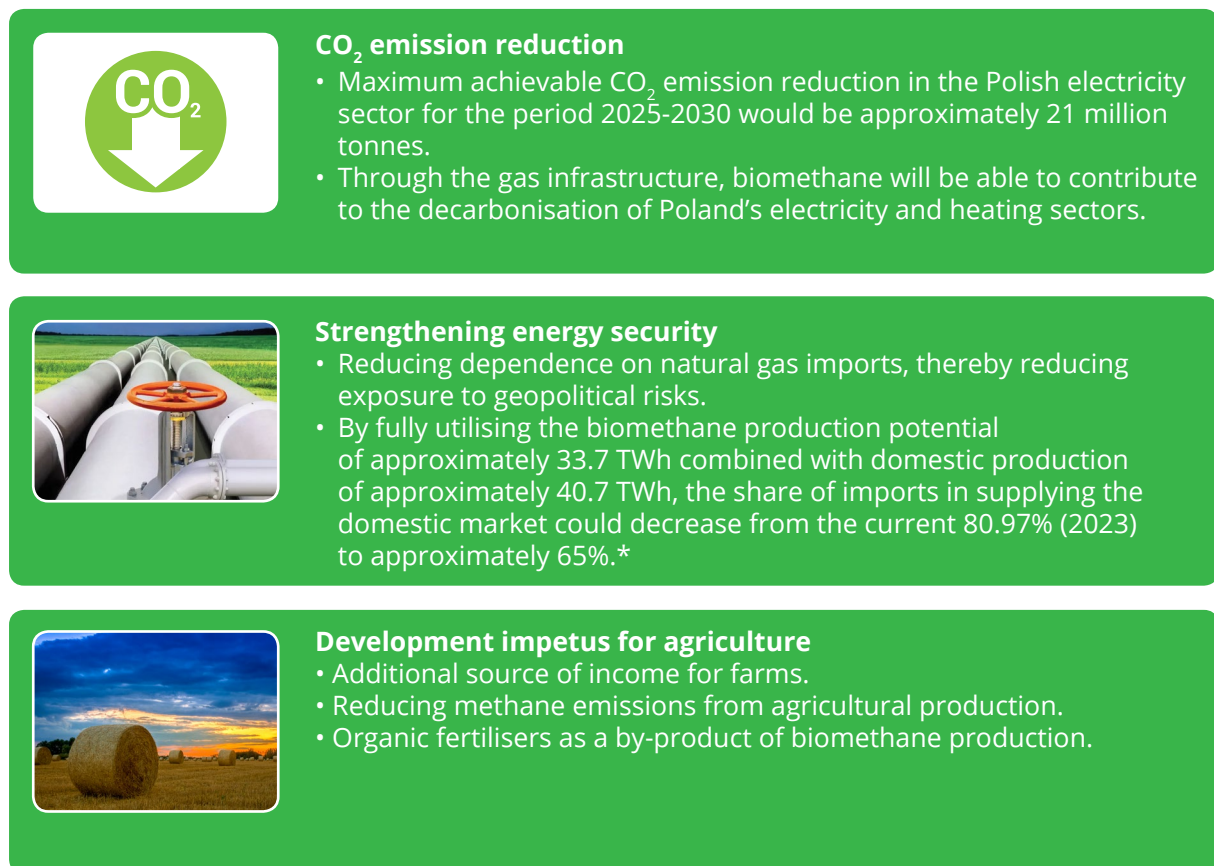 CO₂
CO₂ emission reduction
• Maximum achievable CO₂ emission reduction in the Polish electricity
sector for the period 2025-2030 would be approximately 21 million
tonnes.
• Through the gas infrastructure, biomethane will be able to contribute
to the decarbonisation of Poland’s electricity and heating sectors.
Strengthening energy security
• Reducing dependence on natural gas imports, thereby reducing
exposure to geopolitical risks.
• By fully utilising the biomethane production potential
of approximately 33.7 TWh combined with domestic production
of approximately 40.7 TWh, the share of imports in supplying the
domestic market could decrease from the current 80.97% (2023)
to approximately 65%.*
Development impetus for agriculture
• Additional source of income for farms.
• Reducing methane emissions from agricultural production.
• Organic fertilisers as a by-product of biomethane production.